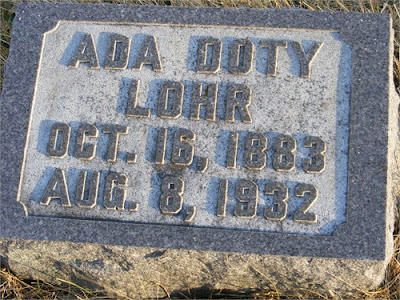 ADA DOTY
LOHR
OCT. 16, 1883
AUG. 8, 1932